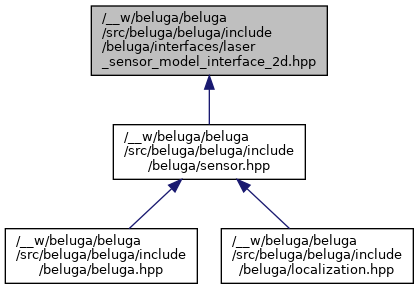 /__w/beluga/beluga
/src/beluga/beluga/include
/beluga/interfaces/laser
_sensor_model_interface_2d.hpp
/__w/beluga/beluga
/src/beluga/beluga/include
/beluga/sensor.hpp
/__w/beluga/beluga
/src/beluga/beluga/include
/beluga/beluga.hpp
/__w/beluga/beluga
/src/beluga/beluga/include
/beluga/localization.hpp